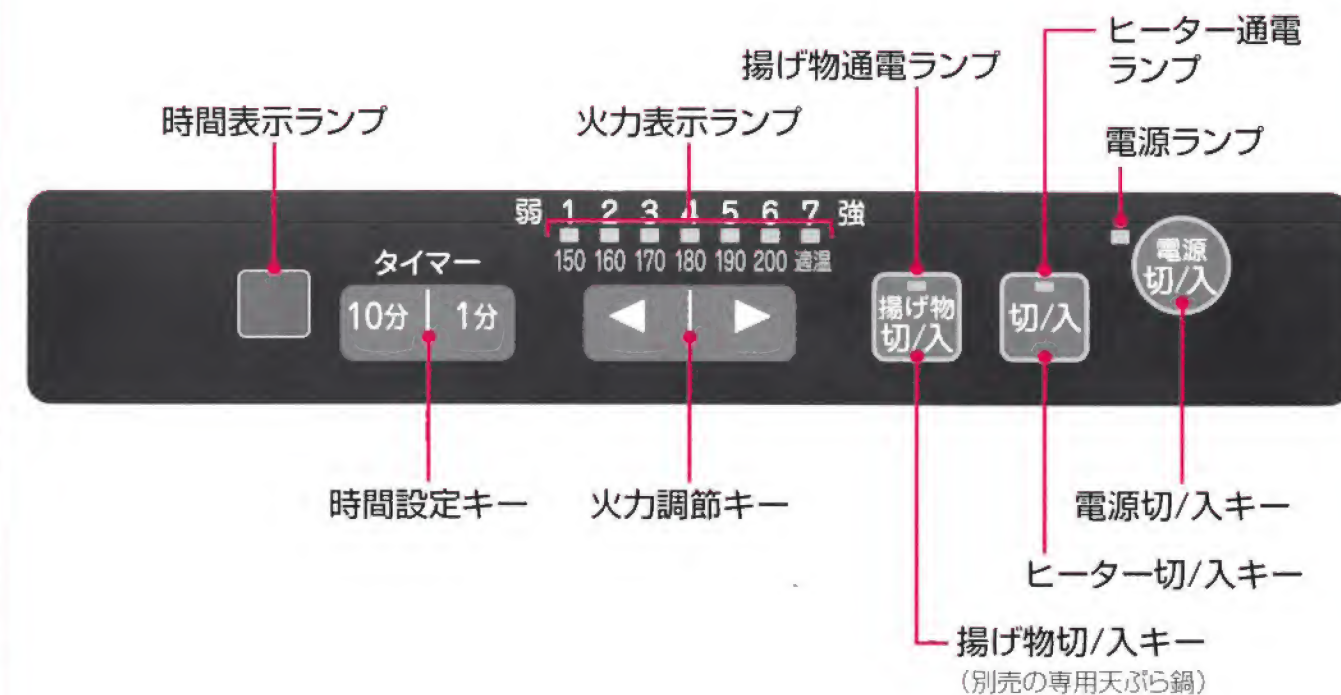 ヒーター通電
ランプ
揚げ物通電ランプ
時間表示ランプ
火力表示ランプ
電源ランプ
弱 1 2 3 4 5 6 7 強
150 160 170 180 190 200 適温
タイマー
10分 1分
◀ ▶
揚げ物
切/入
切/入
電源
切/入
時間設定キー
火力調節キー
電源切/入キー
ヒーター切/入キー
揚げ物切/入キー
(別売の専用天ぷら鍋)